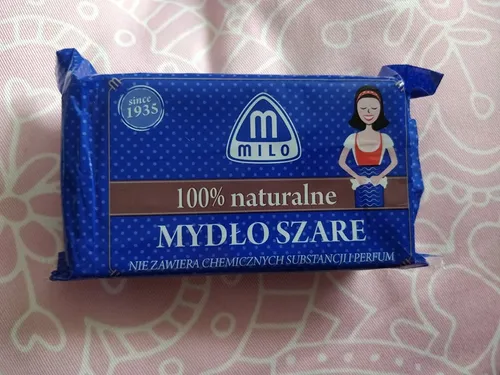 since
1935
m
MILO
100% naturalne
MYDŁO SZARE
NIE ZAWIERA CHEMICZNYCH SUBSTANCJI I PERFUM